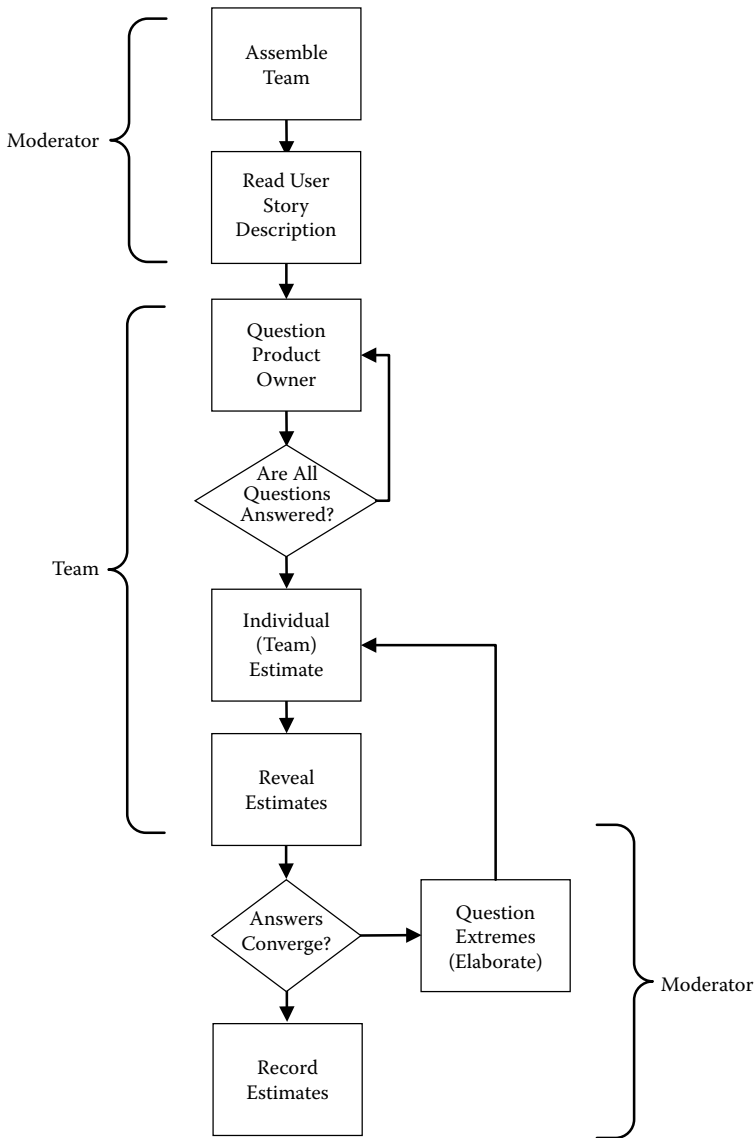 Assemble
Team
Moderator
Read User
Story
Description
Question
Product
Owner
Are All
Questions
Answered?
Team
Individual
(Team)
Estimate
Reveal
Estimates
Answers
Converge?
Question
Extremes
(Elaborate)
Moderator
Record
Estimates